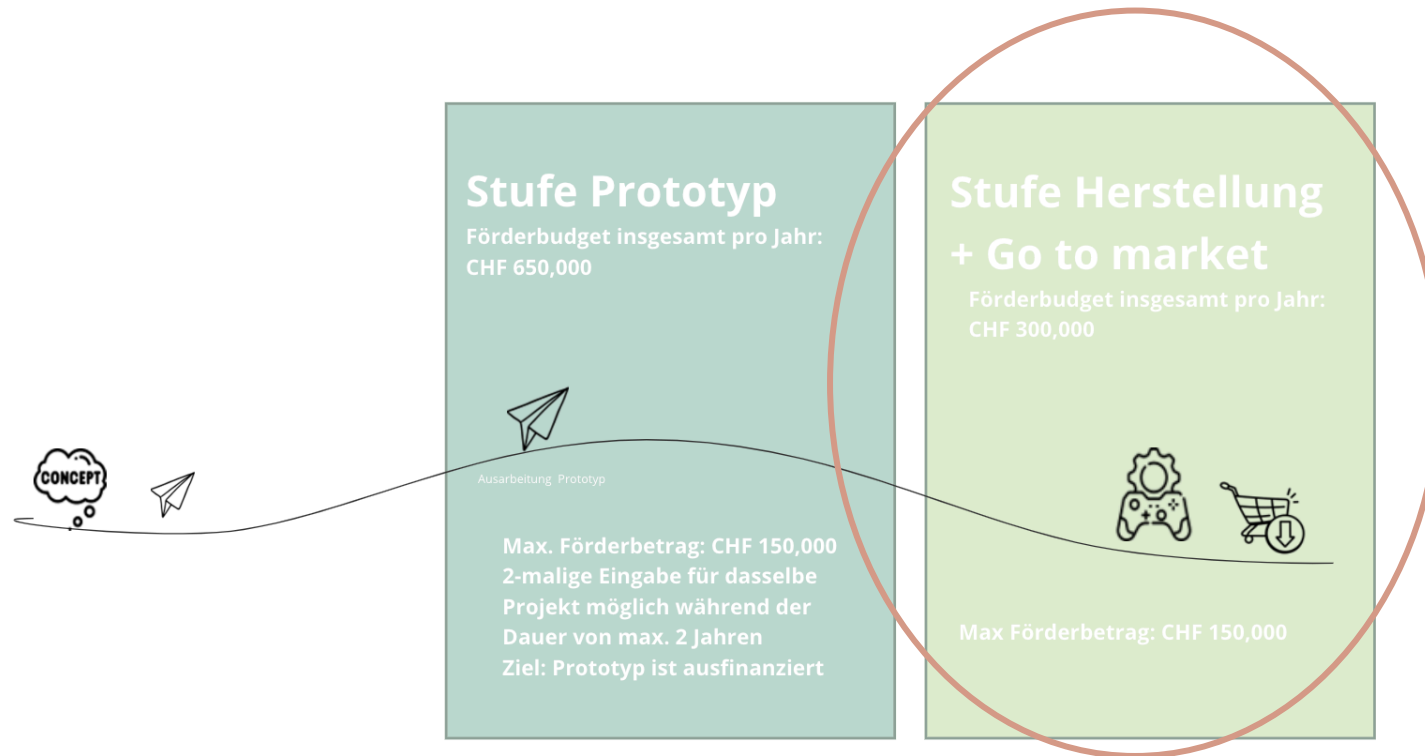 CONCEPT
Stufe Prototyp
Förderbudget insgesamt pro Jahr:
CHF 650,000
Ausarbeitung Prototyp
Max. Förderbetrag: CHF 150,000
2-malige Eingabe für dasselbe
Projekt möglich während der
Dauer von max. 2 Jahren
Ziel: Prototyp ist ausfinanziert
Stufe Herstellung
+ Go to market
Förderbudget insgesamt pro Jahr:
CHF 300,000
Max Förderbetrag: CHF 150,000